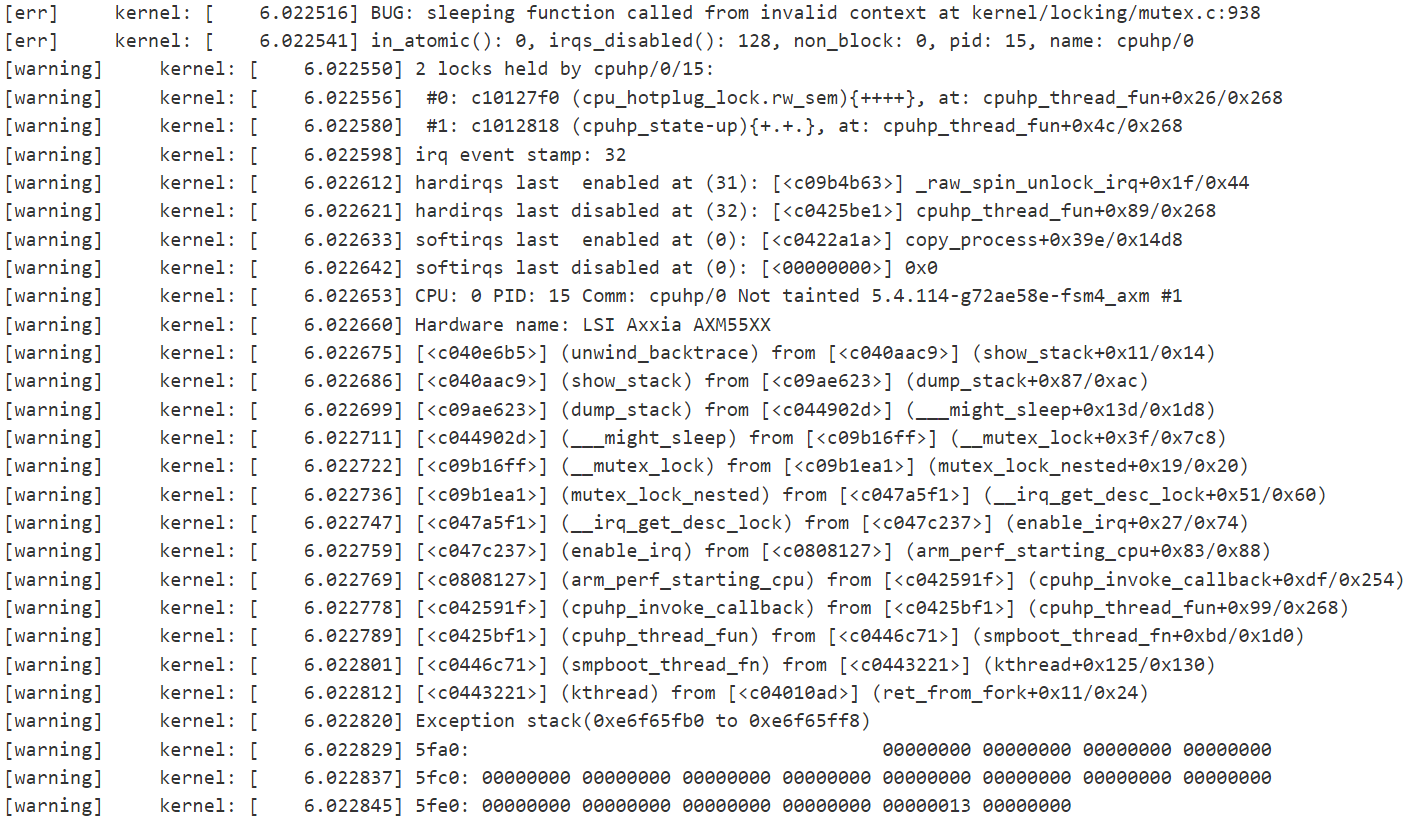 [err]     kernel: [    6.022516] BUG: sleeping function called from invalid context at kernel/locking/mutex.c:938
[err]     kernel: [    6.022541] in_atomic(): 0, irqs_disabled(): 128, non_block: 0, pid: 15, name: cpuhp/0
[warning]     kernel: [    6.022550] 2 locks held by cpuhp/0/15:
[warning]     kernel: [    6.022556]  #0: c10127f0 (cpu_hotplug_lock.rw_sem){++++}, at: cpuhp_thread_fun+0x26/0x268
[warning]     kernel: [    6.022580]  #1: c1012818 (cpuhp_state-up){+.+.}, at: cpuhp_thread_fun+0x4c/0x268
[warning]     kernel: [    6.022598] irq event stamp: 32
[warning]     kernel: [    6.022612] hardirqs last  enabled at (31): [<c09b4b63>] _raw_spin_unlock_irq+0x1f/0x44
[warning]     kernel: [    6.022621] hardirqs last disabled at (32): [<c0425be1>] cpuhp_thread_fun+0x89/0x268
[warning]     kernel: [    6.022633] softirqs last  enabled at (0): [<c0422a1a>] copy_process+0x39e/0x14d8
[warning]     kernel: [    6.022642] softirqs last disabled at (0): [<00000000>] 0x0
[warning]     kernel: [    6.022653] CPU: 0 PID: 15 Comm: cpuhp/0 Not tainted 5.4.114-g72ae58e-fsm4_axm #1
[warning]     kernel: [    6.022660] Hardware name: LSI Axxia AXM55XX
[warning]     kernel: [    6.022675] [<c040e6b5>] (unwind_backtrace) from [<c040aac9>] (show_stack+0x11/0x14)
[warning]     kernel: [    6.022686] [<c040aac9>] (show_stack) from [<c09ae623>] (dump_stack+0x87/0xac)
[warning]     kernel: [    6.022699] [<c09ae623>] (dump_stack) from [<c044902d>] (___might_sleep+0x13d/0x1d8)
[warning]     kernel: [    6.022711] [<c044902d>] (___might_sleep) from [<c09b16ff>] (__mutex_lock+0x3f/0x7c8)
[warning]     kernel: [    6.022722] [<c09b16ff>] (__mutex_lock) from [<c09b1ea1>] (mutex_lock_nested+0x19/0x20)
[warning]     kernel: [    6.022736] [<c09b1ea1>] (mutex_lock_nested) from [<c047a5f1>] (__irq_get_desc_lock+0x51/0x60)
[warning]     kernel: [    6.022747] [<c047a5f1>] (__irq_get_desc_lock) from [<c047c237>] (enable_irq+0x27/0x74)
[warning]     kernel: [    6.022759] [<c047c237>] (enable_irq) from [<c0808127>] (arm_perf_starting_cpu+0x83/0x88)
[warning]     kernel: [    6.022769] [<c0808127>] (arm_perf_starting_cpu) from [<c042591f>] (cpuhp_invoke_callback+0xdf/0x254)
[warning]     kernel: [    6.022778] [<c042591f>] (cpuhp_invoke_callback) from [<c0425bf1>] (cpuhp_thread_fun+0x99/0x268)
[warning]     kernel: [    6.022789] [<c0425bf1>] (cpuhp_thread_fun) from [<c0446c71>] (smpboot_thread_fn+0xbd/0x1d0)
[warning]     kernel: [    6.022801] [<c0446c71>] (smpboot_thread_fn) from [<c0443221>] (kthread+0x125/0x130)
[warning]     kernel: [    6.022812] [<c0443221>] (kthread) from [<c04010ad>] (ret_from_fork+0x11/0x24)
[warning]     kernel: [    6.022820] Exception stack(0xe6f65fb0 to 0xe6f65ff8)
[warning]     kernel: [    6.022829] 5fa0:                                     00000000 00000000 00000000 00000000
[warning]     kernel: [    6.022837] 5fc0: 00000000 00000000 00000000 00000000 00000000 00000000 00000000 00000000
[warning]     kernel: [    6.022845] 5fe0: 00000000 00000000 00000000 00000000 00000013 00000000